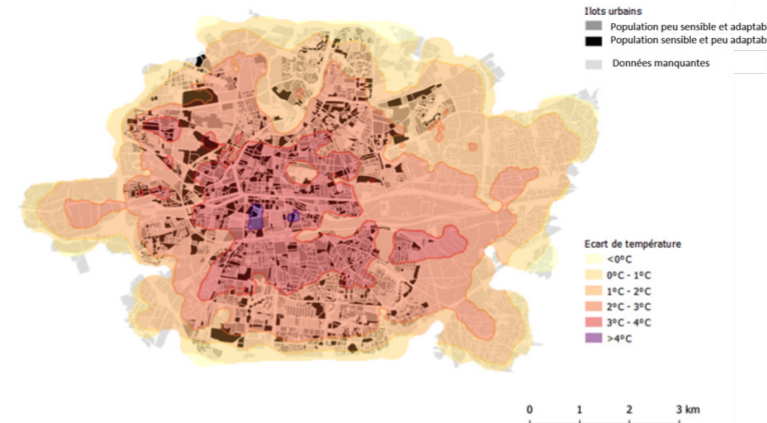 Ilots urbains
Population peu sensible et adaptab
Population sensible et peu adaptab
Données manquantes
Ecart de température
<0°C
0°C - 1°C
1°C - 2°C
2°C - 3°C
3°C - 4°C
>4°C
0 1 2 3 km